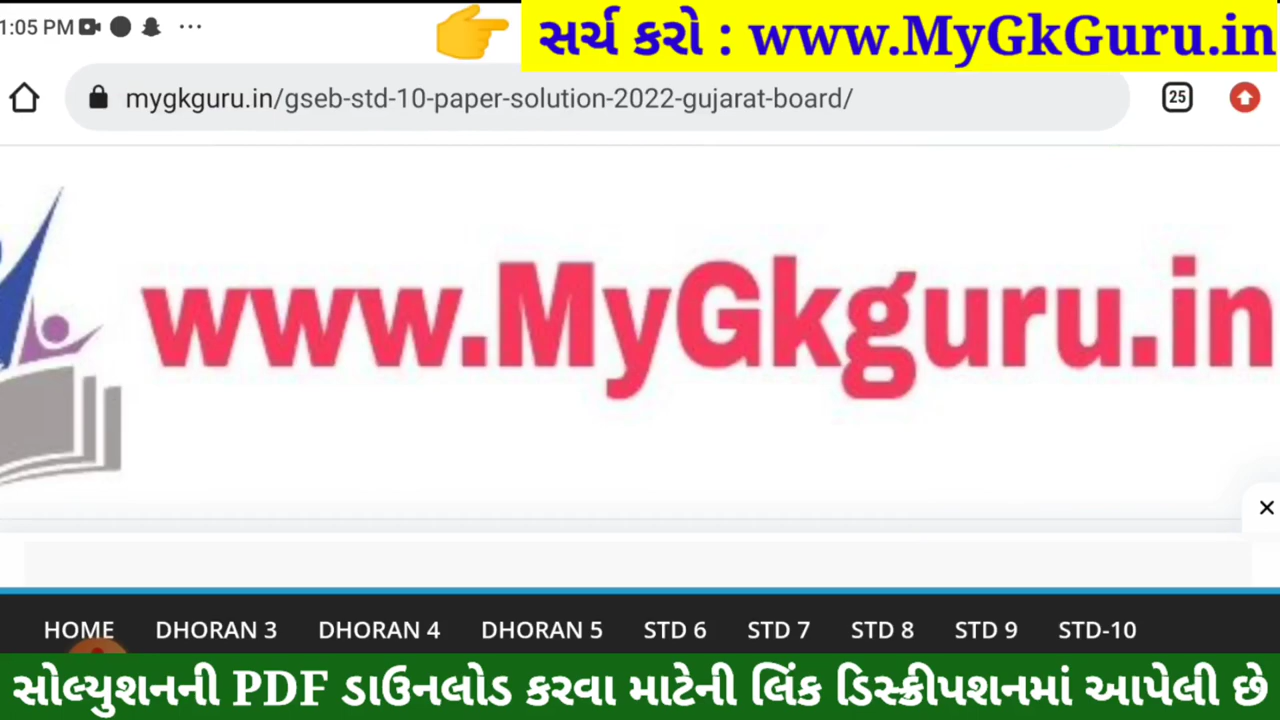 1:05 PM
સર્ચ કરો : www.MyGkGuru.in
mygkguru.in/gseb-std-10-paper-solution-2022-gujarat-board/
25
www.MyGkguru.in
HOME DHORAN 3 DHORAN 4 DHORAN 5 STD 6 STD 7 STD 8 STD 9 STD-10
સોલ્યુશનની PDF ડાઉનલોડ કરવા માટેની લિંક ડિસ્ક્રીપશનમાં આપેલી છે